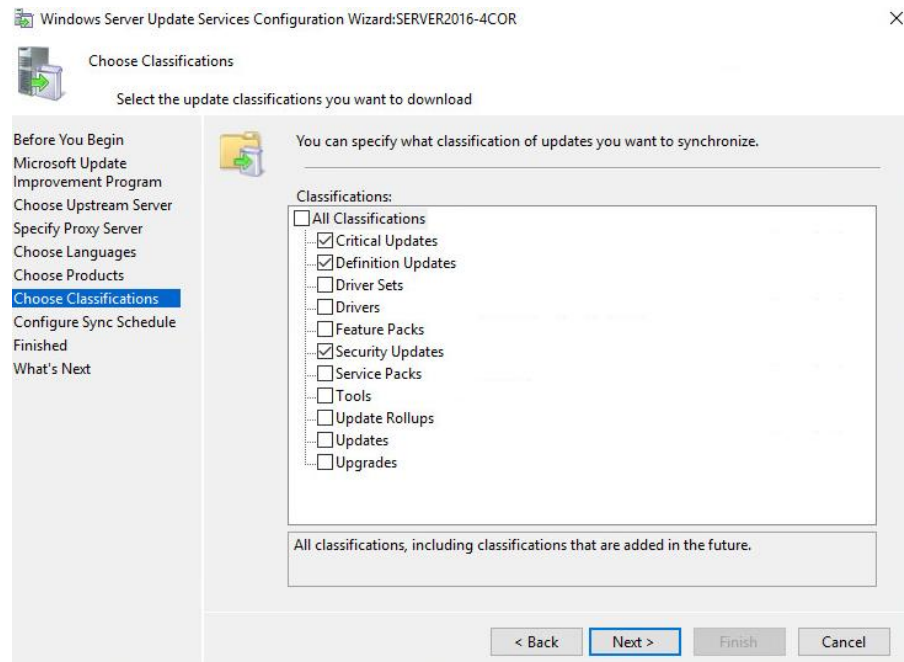 Windows Server Update Services Configuration Wizard:SERVER2016-4COR
Choose Classifications
Select the update classifications you want to download
Before You Begin
Microsoft Update
Improvement Program
Choose Upstream Server
Specify Proxy Server
Choose Languages
Choose Products
Choose Classifications
Configure Sync Schedule
Finished
What's Next
You can specify what classification of updates you want to synchronize.
Classifications:
All Classifications
Critical Updates
Definition Updates
Driver Sets
Drivers
Feature Packs
Security Updates
Service Packs
Tools
Update Rollups
Updates
Upgrades
All classifications, including classifications that are added in the future.
< Back
Next >
Finish
Cancel